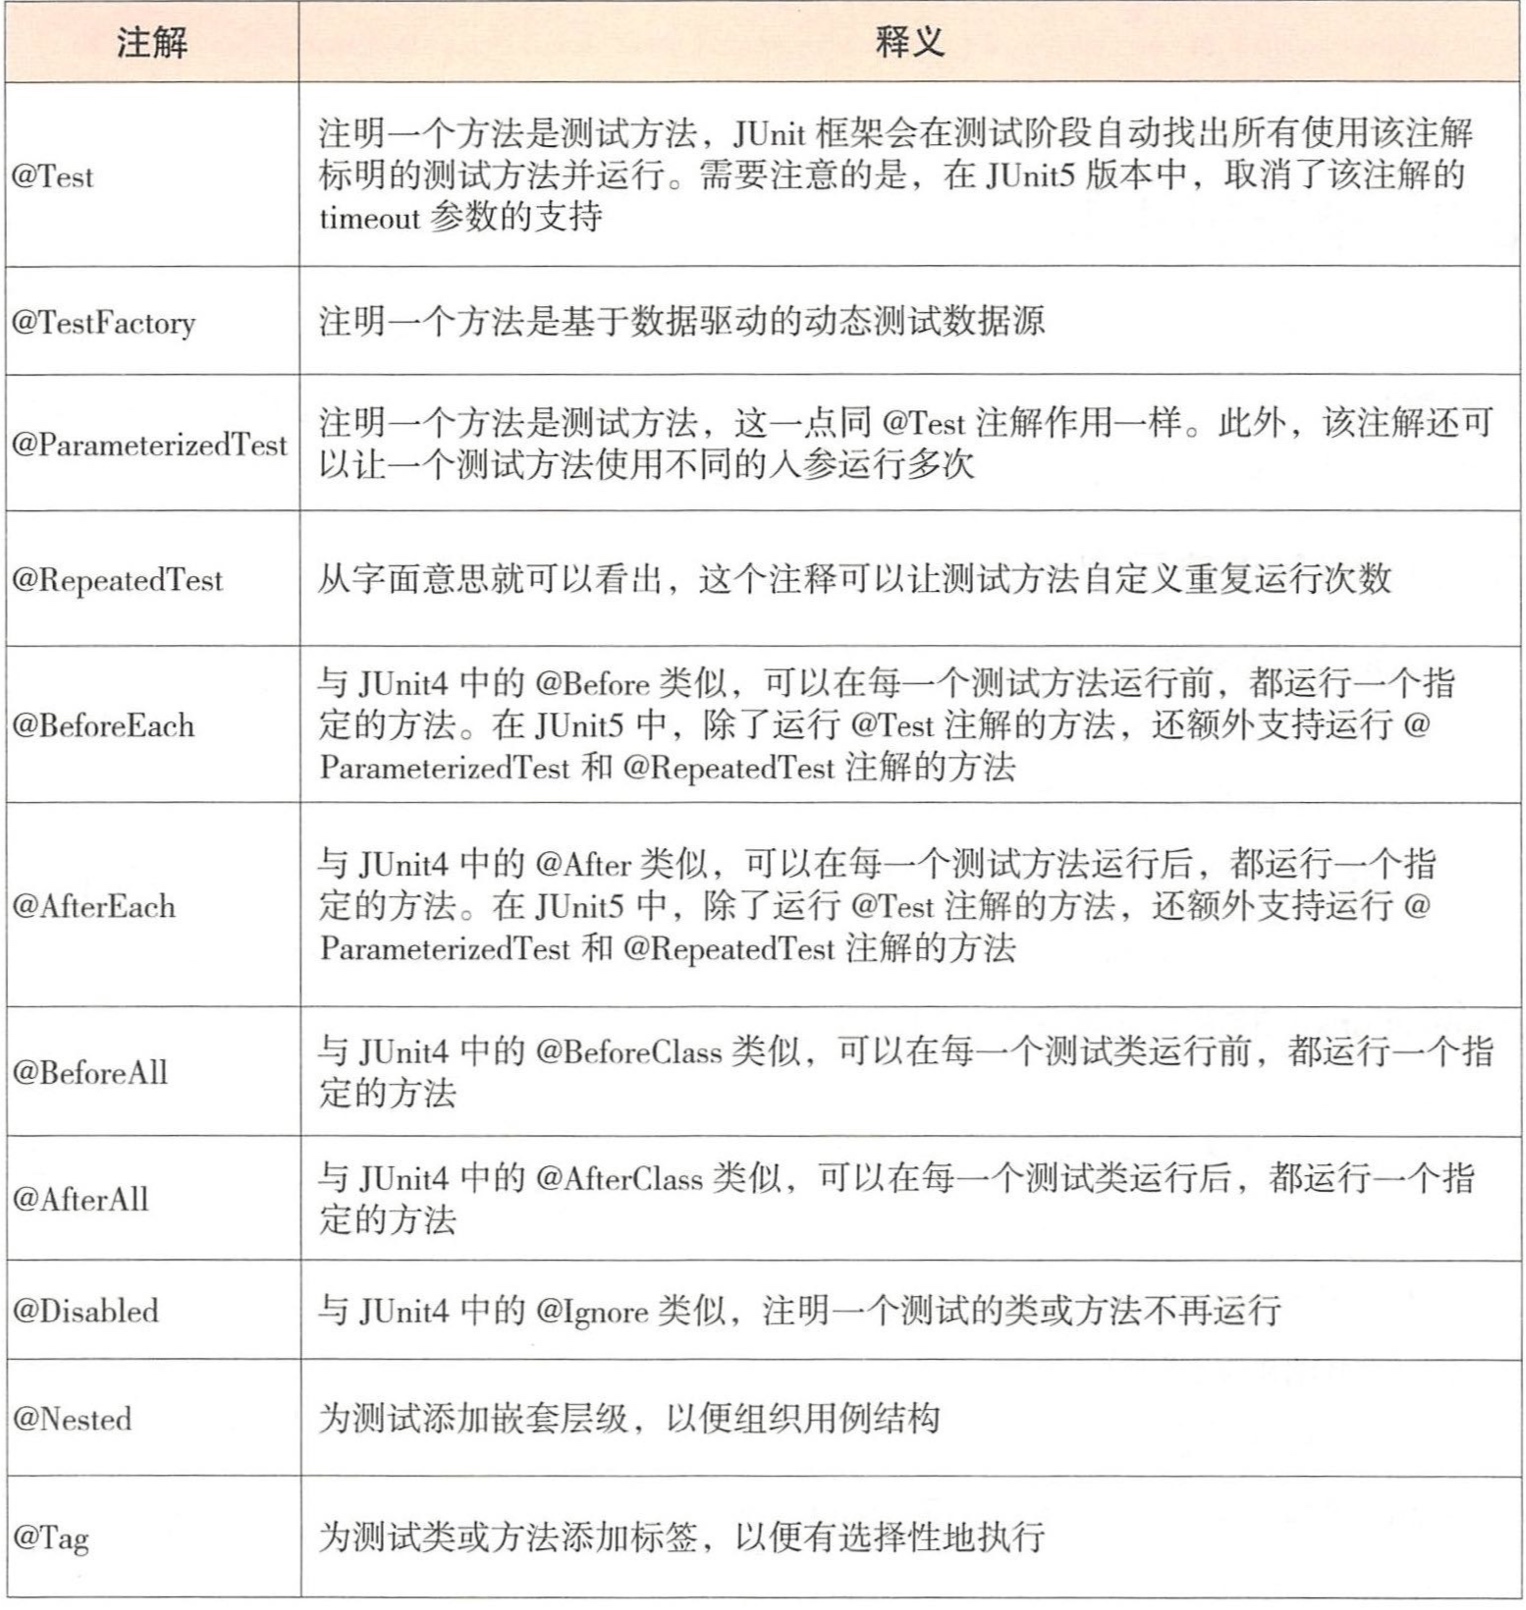 注解
释义
@Test
注明一个方法是测试方法，JUnit 框架会在测试阶段自动找出所有使用该注解
标明的测试方法并运行。需要注意的是，在 JUnit5 版本中，取消了该注解的
timeout 参数的支持
@TestFactory
注明一个方法是基于数据驱动的动态测试数据源
@ParameterizedTest
注明一个方法是测试方法，这一点同 @Test 注解作用一样。此外，该注解还可
以让一个测试方法使用不同的入参运行多次
@RepeatedTest
从字面意思就可以看出，这个注释可以让测试方法自定义重复运行次数
@BeforeEach
与 JUnit4 中的 @Before 类似，可以在每一个测试方法运行前，都运行一个指
定的方法。在 JUnit5 中，除了运行 @Test 注解的方法，还额外支持运行 @
ParameterizedTest 和 @RepeatedTest 注解的方法
@AfterEach
与 JUnit4 中的 @After 类似，可以在每一个测试方法运行后，都运行一个指
定的方法。在 JUnit5 中，除了运行 @Test 注解的方法，还额外支持运行 @
ParameterizedTest 和 @RepeatedTest 注解的方法
@BeforeAll
与 JUnit4 中的 @BeforeClass 类似，可以在每一个测试类运行前，都运行一个指
定的方法
@AfterAll
与 JUnit4 中的 @AfterClass 类似，可以在每一个测试类运行后，都运行一个指
定的方法
@Disabled
与 JUnit4 中的 @Ignore 类似，注明一个测试的类或方法不再运行
@Nested
为测试添加嵌套层级，以便组织用例结构
@Tag
为测试类或方法添加标签，以便有选择性地执行